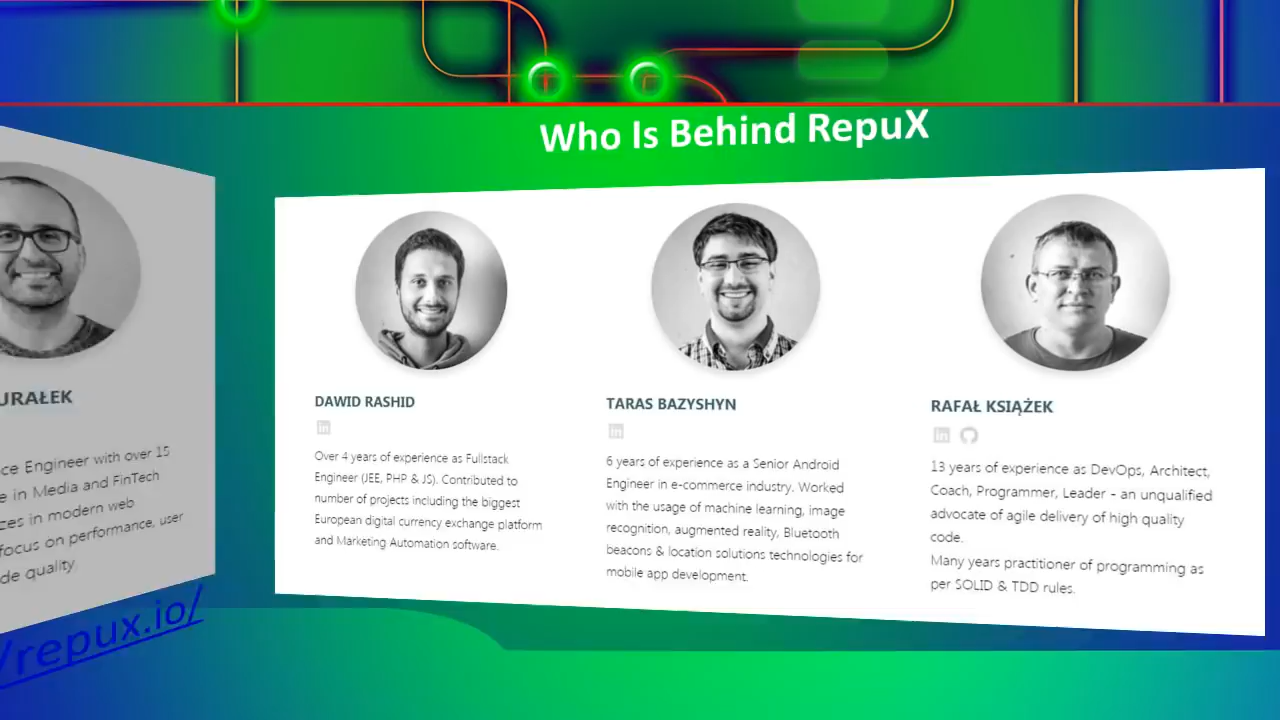 Who Is Behind RepuX
URAŁEK
ce Engineer with over 15
e in Media and FinTech
zes in modern web
focus on performance, user
de quality.
/repux.io/
DAWID RASHID
in
Over 4 years of experience as Fullstack
Engineer (JEE, PHP & JS). Contributed to
number of projects including the biggest
European digital currency exchange platform
and Marketing Automation software.
TARAS BAZYSHYN
in
6 years of experience as a Senior Android
Engineer in e-commerce industry. Worked
with the usage of machine learning, image
recognition, augmented reality, Bluetooth
beacons & location solutions technologies for
mobile app development.
RAFAŁ KSIĄŻEK
in
13 years of experience as DevOps, Architect,
Coach, Programmer, Leader - an unqualified
advocate of agile delivery of high quality
code.
Many years practitioner of programming as
per SOLID & TDD rules.